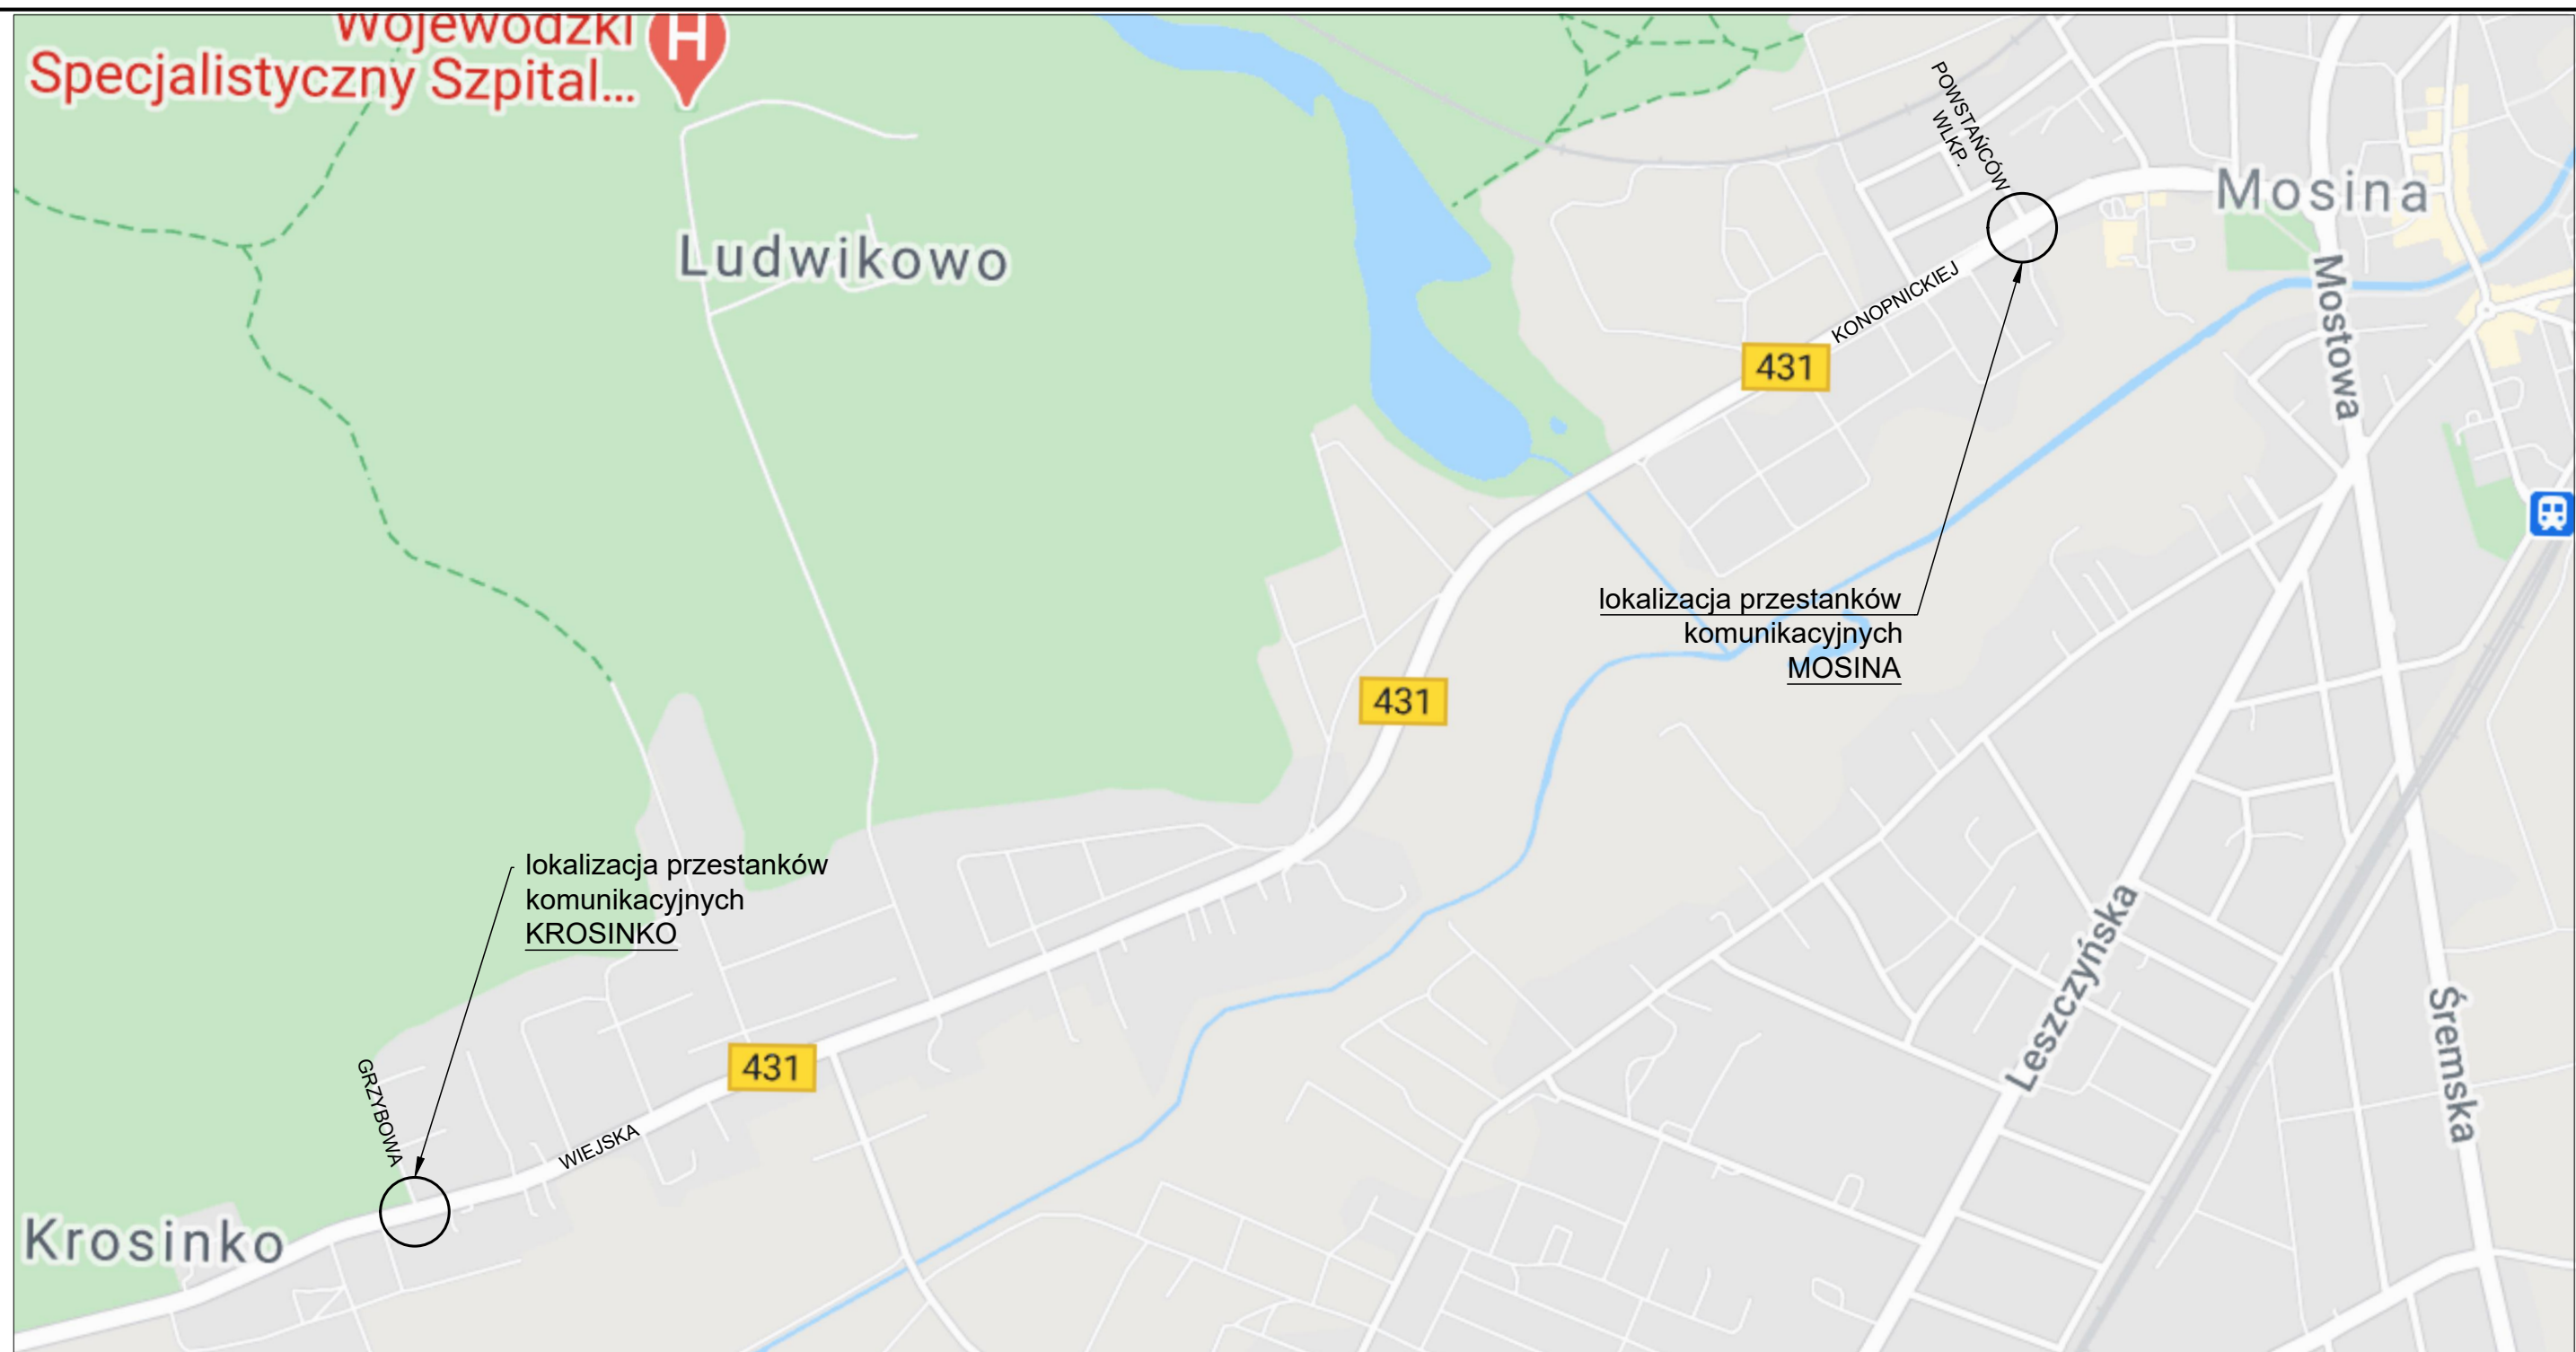 Wojewódzki
Specjalistyczny Szpital...
H
POWSTAŃCÓW
WLKP.
Mosina
Ludwikowo
KONOPNICKIEJ
Mostowa
431
lokalizacja przestanków
komunikacyjnych
MOSINA
431
lokalizacja przestanków
komunikacyjnych
KROSINKO
Leszczyńska
Śremska
431
GRZYBOWA
WIEJSKA
Krosinko